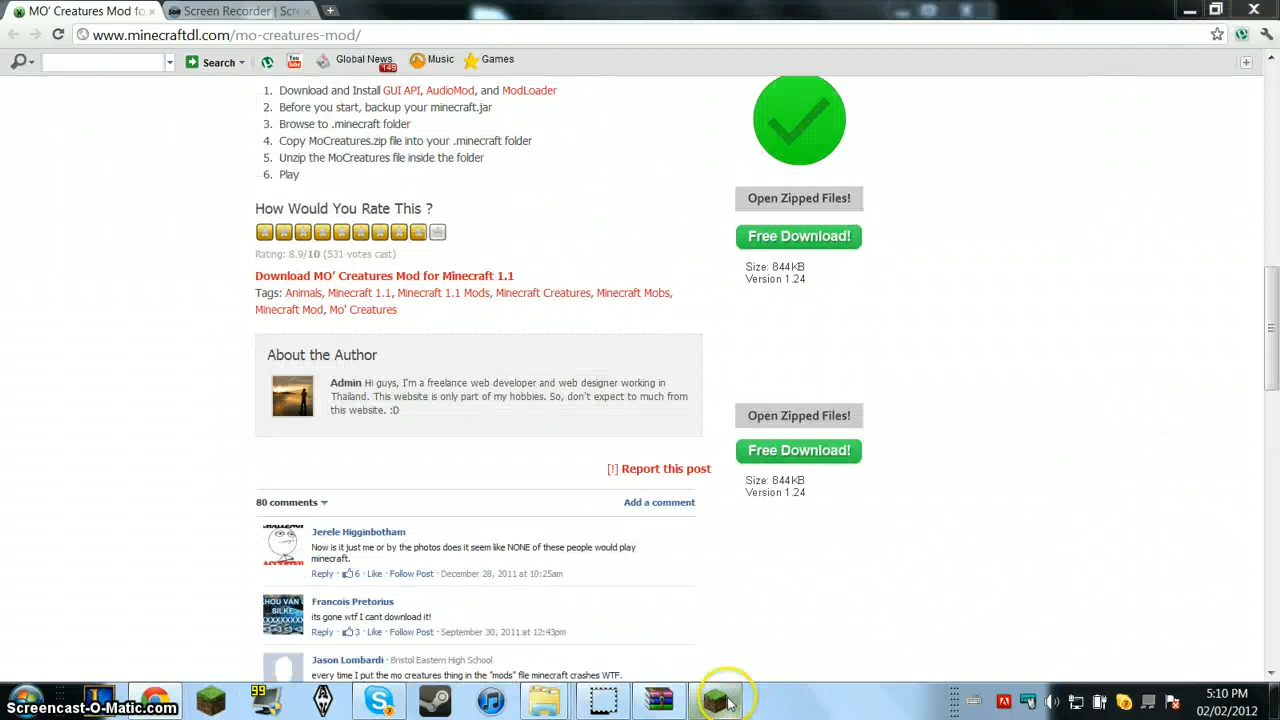 MO' Creatures Mod fo
Screen Recorder | Scre
www.minecraftdl.com/mo-creatures-mod/
Search
You
Tube
Global News
149
Music
Games
1. Download and Install GUI API, AudioMod, and ModLoader
2. Before you start, backup your minecraft.jar
3. Browse to .minecraft folder
4. Copy MoCreatures.zip file into your .minecraft folder
5. Unzip the MoCreatures file inside the folder
6. Play
How Would You Rate This ?
Rating: 8.9/10 (531 votes cast)
Download MO' Creatures Mod for Minecraft 1.1
Tags: Animals, Minecraft 1.1, Minecraft 1.1 Mods, Minecraft Creatures, Minecraft Mobs,
Minecraft Mod, Mo' Creatures
About the Author
Admin Hi guys, I'm a freelance web developer and web designer working in
Thailand. This website is only part of my hobbies. So, don't expect to much from
this website. :D
[!] Report this post
80 comments
Add a comment
CHALLENGE
Jerele Higginbotham
Now is it just me or by the photos does it seem like NONE of these people would play
minecraft.
Reply · 6 · Like · Follow Post · December 28, 2011 at 10:25am
Francois Pretorius
its gone wtf I cant download it!
Reply · 3 · Like · Follow Post · September 30, 2011 at 12:43pm
Jason Lombardi · Bristol Eastern High School
every time I put the mo creatures thing in the "mods" file minecraft crashes WTF.
Open Zipped Files!
Free Download!
Size: 844KB
Version 1.24
Open Zipped Files!
Free Download!
Size: 844KB
Version 1.24
99
7
5:10 PM
02/02/2012
Screencast-O-Matic.com